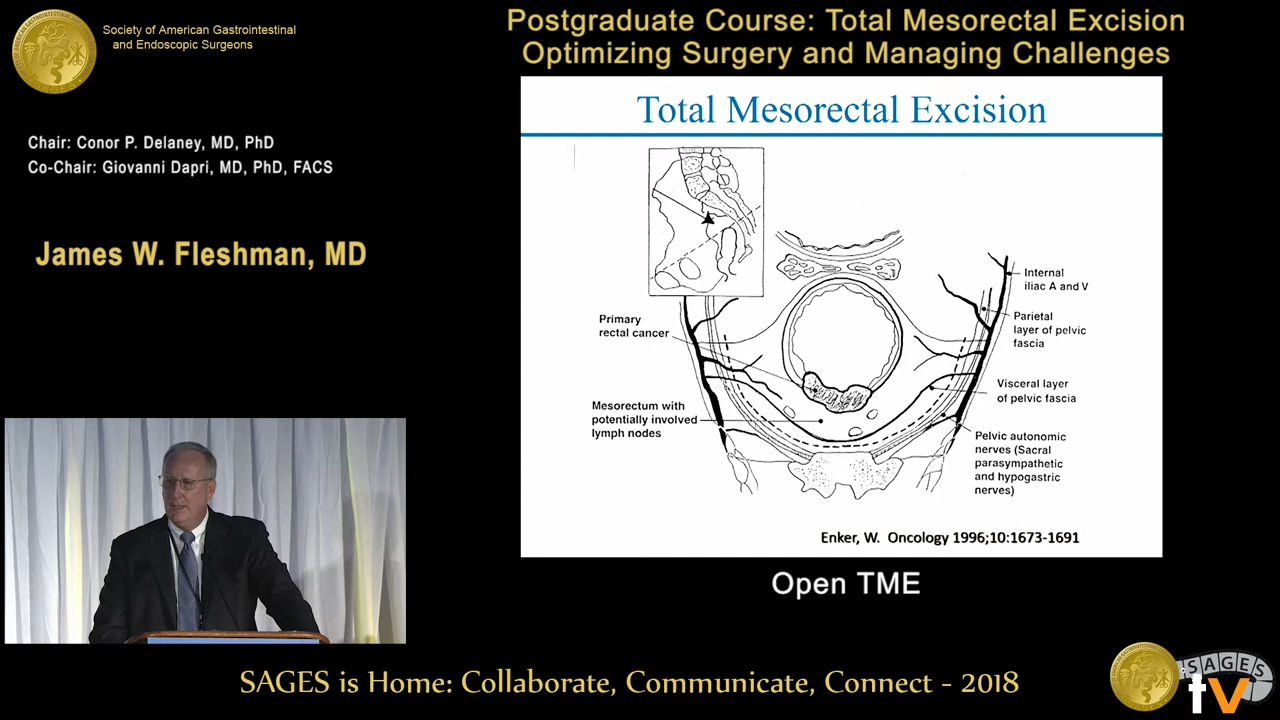 Society of American Gastrointestinal
and Endoscopic Surgeons
Postgraduate Course: Total Mesorectal Excision
Optimizing Surgery and Managing Challenges
Chair: Conor P. Delaney, MD, PhD
Co-Chair: Giovanni Dapri, MD, PhD, FACS
James W. Fleshman, MD
Total Mesorectal Excision
Internal
iliac A and V
Parietal
layer of pelvic
fascia
Primary
rectal cancer
Visceral layer
of pelvic fascia
Mesorectum with
potentially involved
lymph nodes
Pelvic autonomic
nerves (Sacral
parasympathetic
and hypogastric
nerves)
Enker, W. Oncology 1996;10:1673-1691
Open TME
SAGES is Home: Collaborate, Communicate, Connect - 2018
SAGES
tv